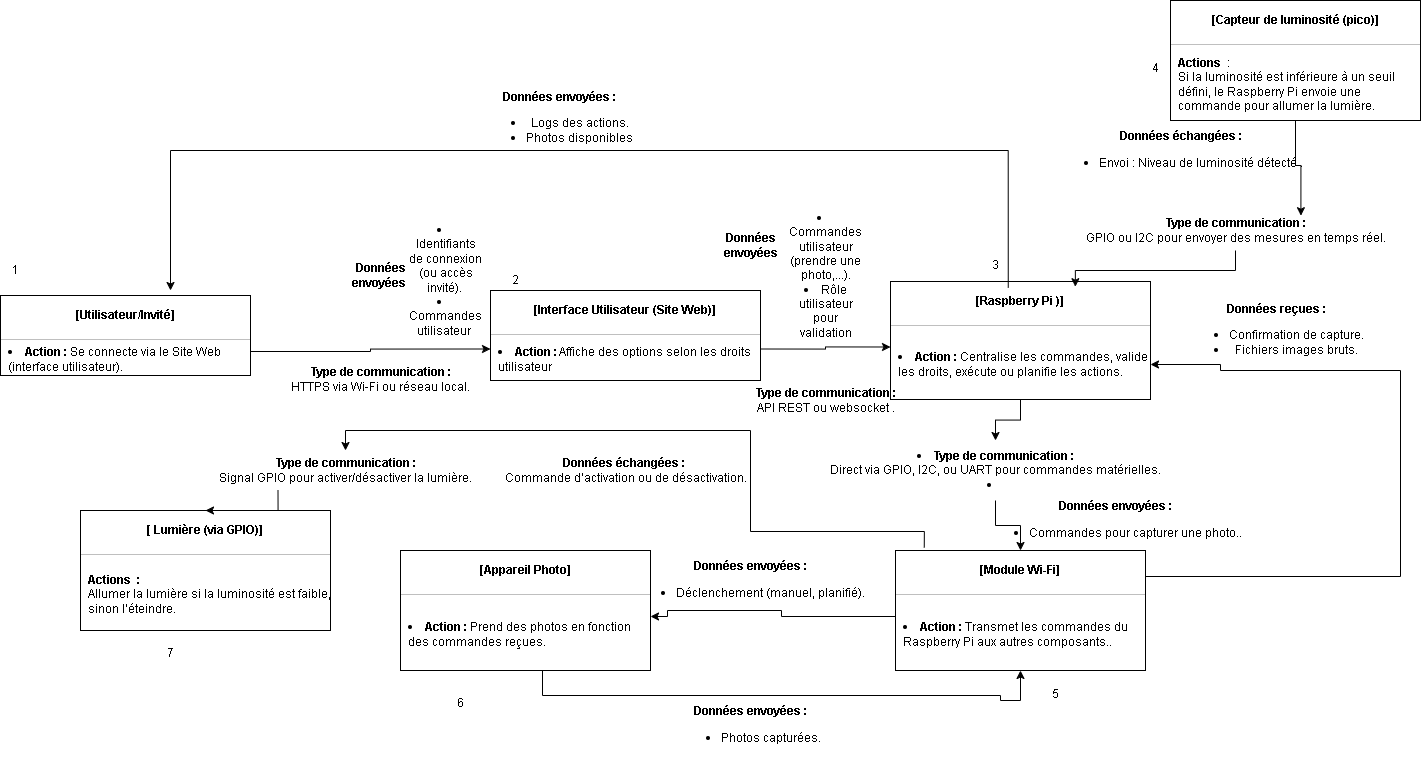 [Capteur de luminosité (pico)]
4
Actions :
Si la luminosité est inférieure à un seuil
défini, le Raspberry Pi envoie une
commande pour allumer la lumière.
Données envoyées :
• Logs des actions.
• Photos disponibles
Données échangées :
• Envoi : Niveau de luminosité détecté
Type de communication :
GPIO ou I2C pour envoyer des mesures en temps réel.
1
[Utilisateur/Invité]
• Action : Se connecte via le Site Web
(interface utilisateur).
Données
envoyées
•
Identifiants
de connexion
(ou accès
invité).
•
Commandes
utilisateur
Type de communication :
HTTPS via Wi-Fi ou réseau local.
2
[Interface Utilisateur (Site Web)]
• Action : Affiche des options selon les droits
utilisateur
Données
envoyées
•
Commandes
utilisateur
(prendre une
photo,...).
• Rôle
utilisateur
pour
validation
Type de communication :
API REST ou websocket .
3
[Raspberry Pi )]
• Action : Centralise les commandes, valide
les droits, exécute ou planifie les actions.
Données reçues :
• Confirmation de capture.
• Fichiers images bruts.
• Type de communication :
Direct via GPIO, I2C, ou UART pour commandes matérielles.
•
Données envoyées :
• Commandes pour capturer une photo..
Type de communication :
Signal GPIO pour activer/désactiver la lumière.
Données échangées :
Commande d'activation ou de désactivation.
[ Lumière (via GPIO)]
Actions :
Allumer la lumière si la luminosité est faible,
sinon l'éteindre.
7
[Appareil Photo]
• Action : Prend des photos en fonction
des commandes reçues.
6
Données envoyées :
• Déclenchement (manuel, planifié).
[Module Wi-Fi]
• Action : Transmet les commandes du
Raspberry Pi aux autres composants..
5
Données envoyées :
• Photos capturées.